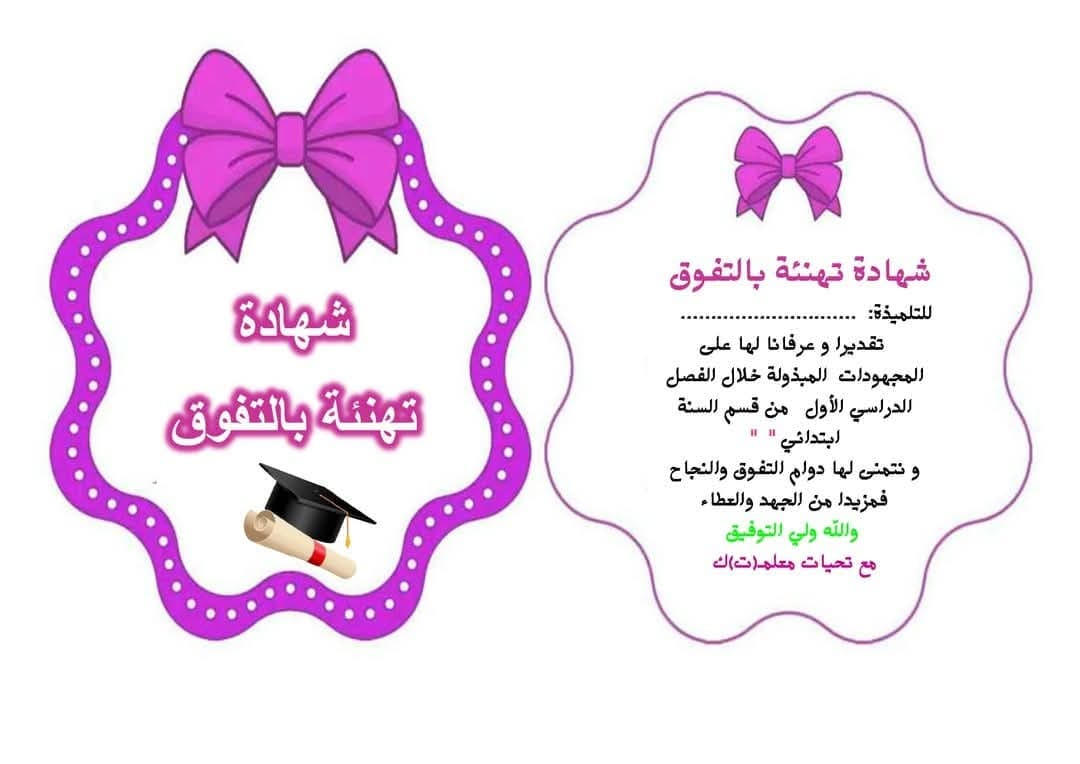 شهادة
تهنئة بالتفوق
شهادة تهنئة بالتفوق
للتلميذة: .............................
تقديرا و عرفانا لها على
المجهودات المبذولة خلال الفصل
الدراسي الأول من قسم السنة
ابتدائي " "
و نتمنى لها دوام التفوق والنجاح
فمزيدا من الجهد والعطاء
والله ولي التوفيق
مع تحيات معلمـ(ت)ك